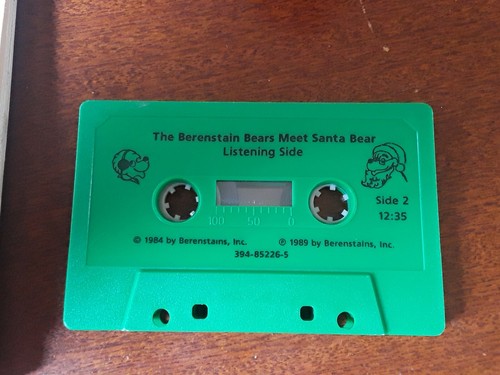 The Berenstain Bears Meet Santa Bear
Listening Side
Side 2
12:35
100 50 0
© 1984 by Berenstains, Inc. ℗ 1989 by Berenstains, Inc.
394-85226-5